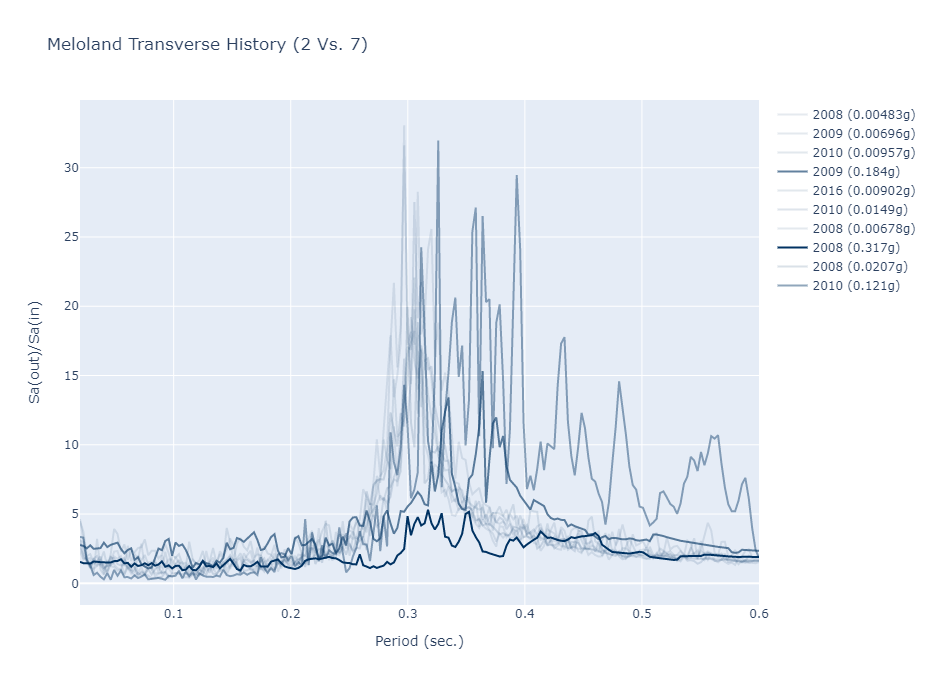 Meloland Transverse History (2 Vs. 7)
Sa(out)/Sa(in)
30
25
20
15
10
5
0
0.1
0.2
0.3
0.4
0.5
0.6
Period (sec.)
2008 (0.00483g)
2009 (0.00696g)
2010 (0.00957g)
2009 (0.184g)
2016 (0.00902g)
2010 (0.0149g)
2008 (0.00678g)
2008 (0.317g)
2008 (0.0207g)
2010 (0.121g)